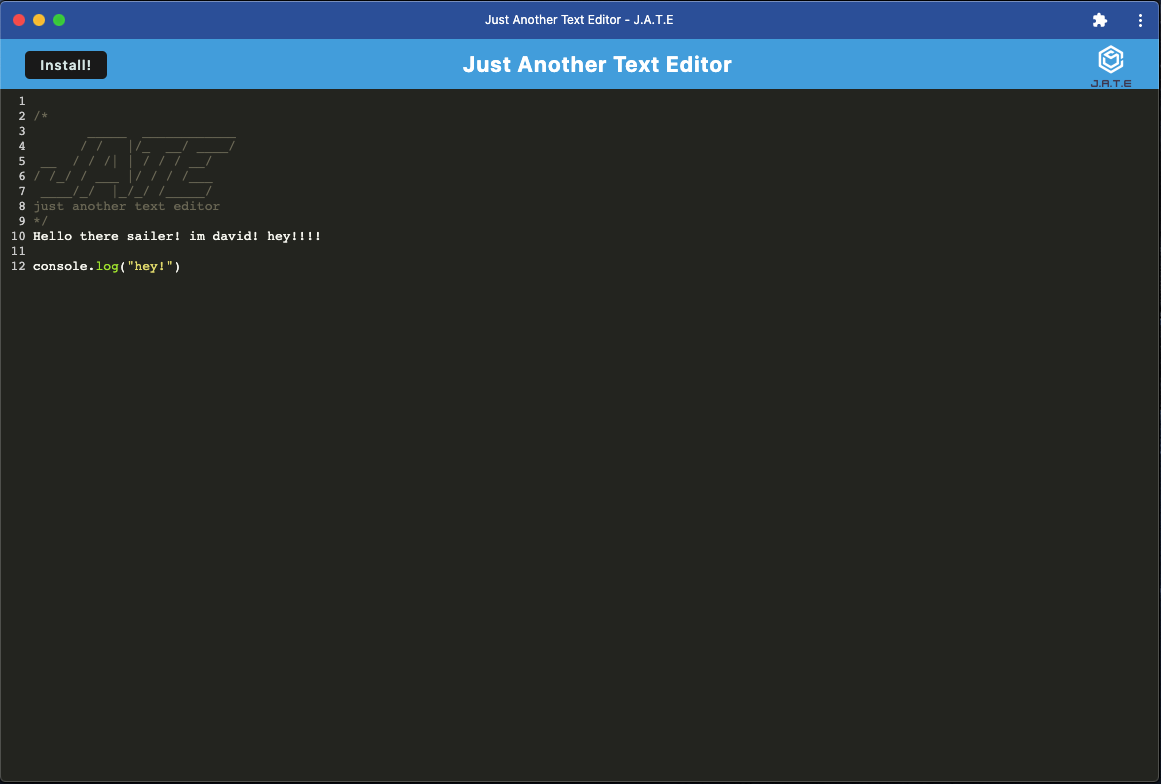 Just Another Text Editor - J.A.T.E
Install!
Just Another Text Editor
J.A.T.E
1
2 /*
3        _____  ____________
4       / /   |/_  __/ ____/
5  __  / / /| | / / / __/
6 / /_/ / ___ |/ / / /___
7  ____/_/  |_/_/ /_____/
8 just another text editor
9 */
10 Hello there sailer! im david! hey!!!!
11
12 console.log("hey!")